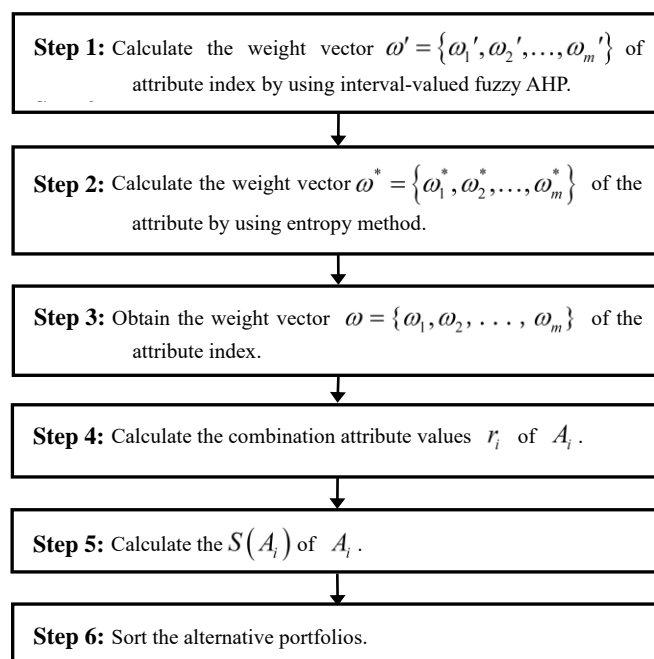 Step 1: Calculate the weight vector ω′ = {ω₁′, ω₂′, ..., ωₘ′} of
attribute index by using interval-valued fuzzy AHP.
Step 2: Calculate the weight vector ω* = {ω₁*, ω₂*, ..., ωₘ*} of the
attribute by using entropy method.
Step 3: Obtain the weight vector ω = {ω₁, ω₂, . . . , ωₘ} of the
attribute index.
Step 4: Calculate the combination attribute values rᵢ of Aᵢ .
Step 5: Calculate the S(Aᵢ) of Aᵢ .
Step 6: Sort the alternative portfolios.